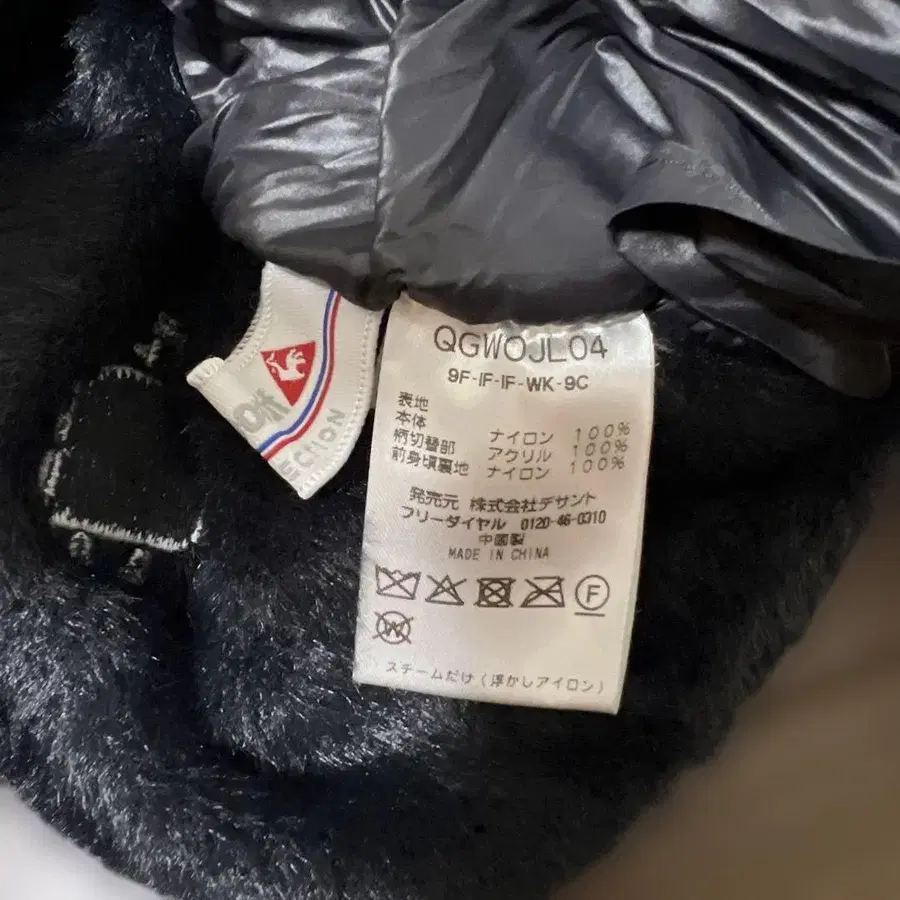 QGWOJL04
9F-IF-IF-WK-9C
表地
本体 ナイロン 100%
柄切替部 アクリル 100%
前身頃裏地 ナイロン 100%
発売元 株式会社デサント
フリーダイヤル 0120-46-0310
中国製
MADE IN CHINA
F
W
スチームだけ(浮かしアイロン)